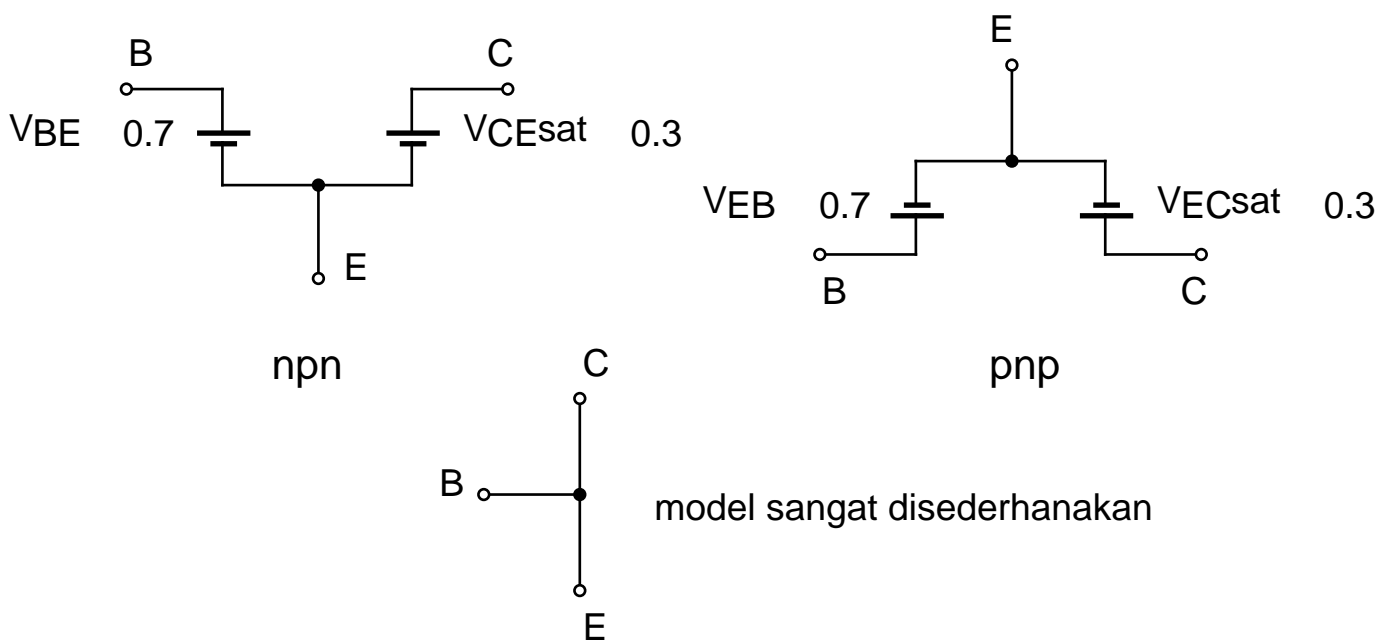 B
C
VBE 0.7
VCEsat 0.3
E
npn
E
VEB 0.7
VECsat 0.3
B
C
pnp
C
B
E
model sangat disederhanakan